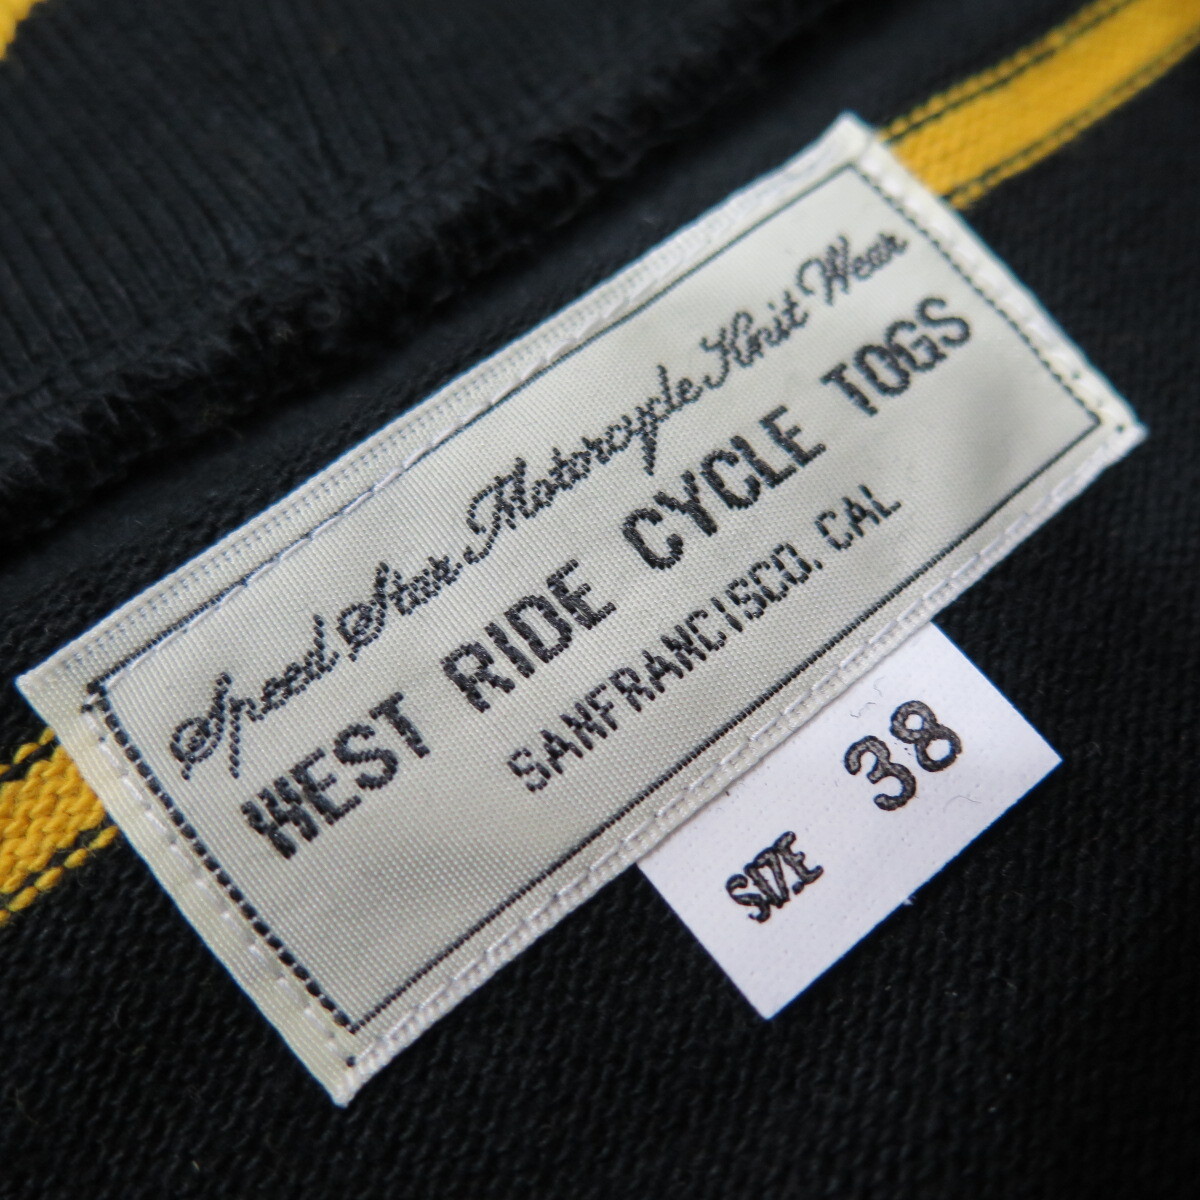 Speed Star Motorcycle Knit Wear
WEST RIDE CYCLE TOGS
SANFRANCISCO. CAL
SIZE 38